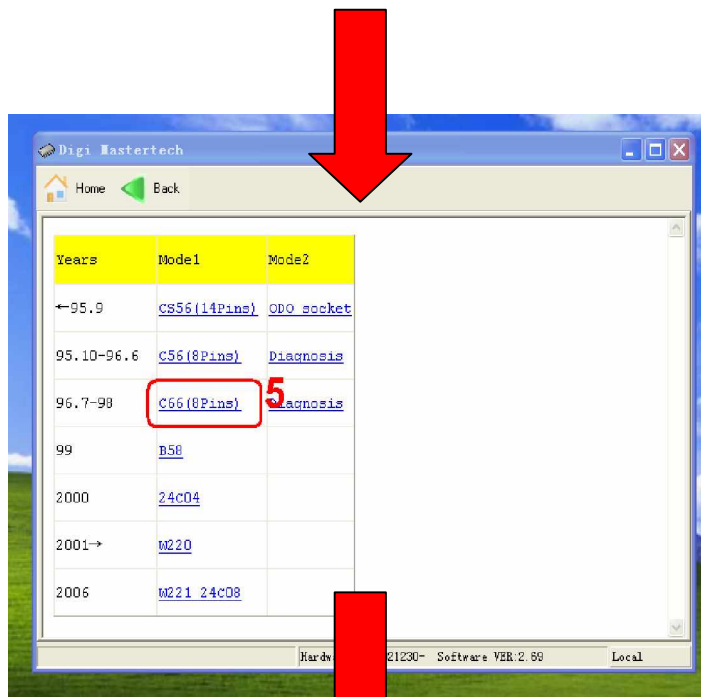 Digi Mastertech
Home Back
Years Mode1 Mode2
←95.9 CS56(14Pins) ODO socket
95.10-96.6 C56(8Pins) Diagnosis
96.7-98 C66(8Pins) 5 Diagnosis
99 B58
2000 24C04
2001→ W220
2006 W221 24C08
21230- Software VER:2.69 Local